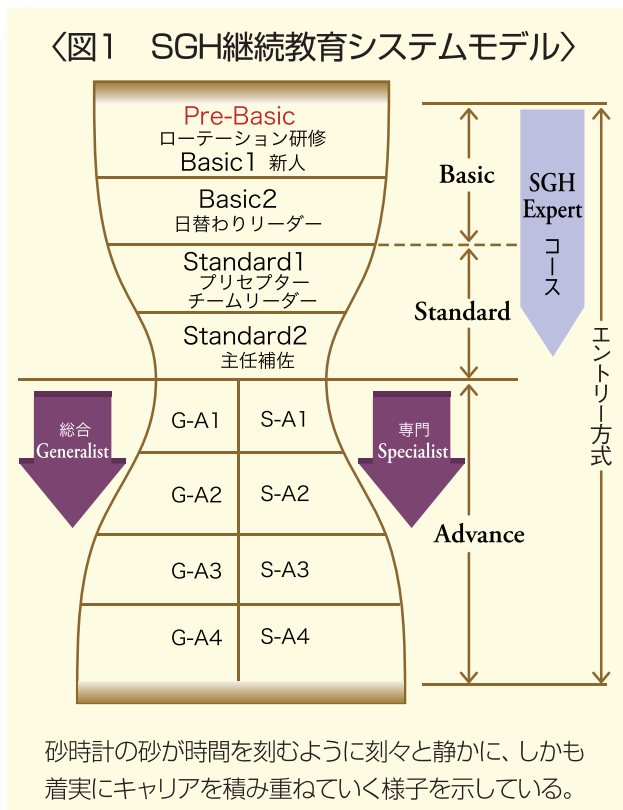 〈図1 SGH継続教育システムモデル〉
Pre-Basic
ローテーション研修
Basic1 新人
Basic2
日替わりリーダー
Standard1
プリセプター
チームリーダー
Standard2
主任補佐
G-A1
S-A1
G-A2
S-A2
G-A3
S-A3
G-A4
S-A4
総合
Generalist
専門
Specialist
Basic
Standard
Advance
SGH
Expert
コース
エントリー方式
砂時計の砂が時間を刻むように刻々と静かに、しかも
着実にキャリアを積み重ねていく様子を示している。